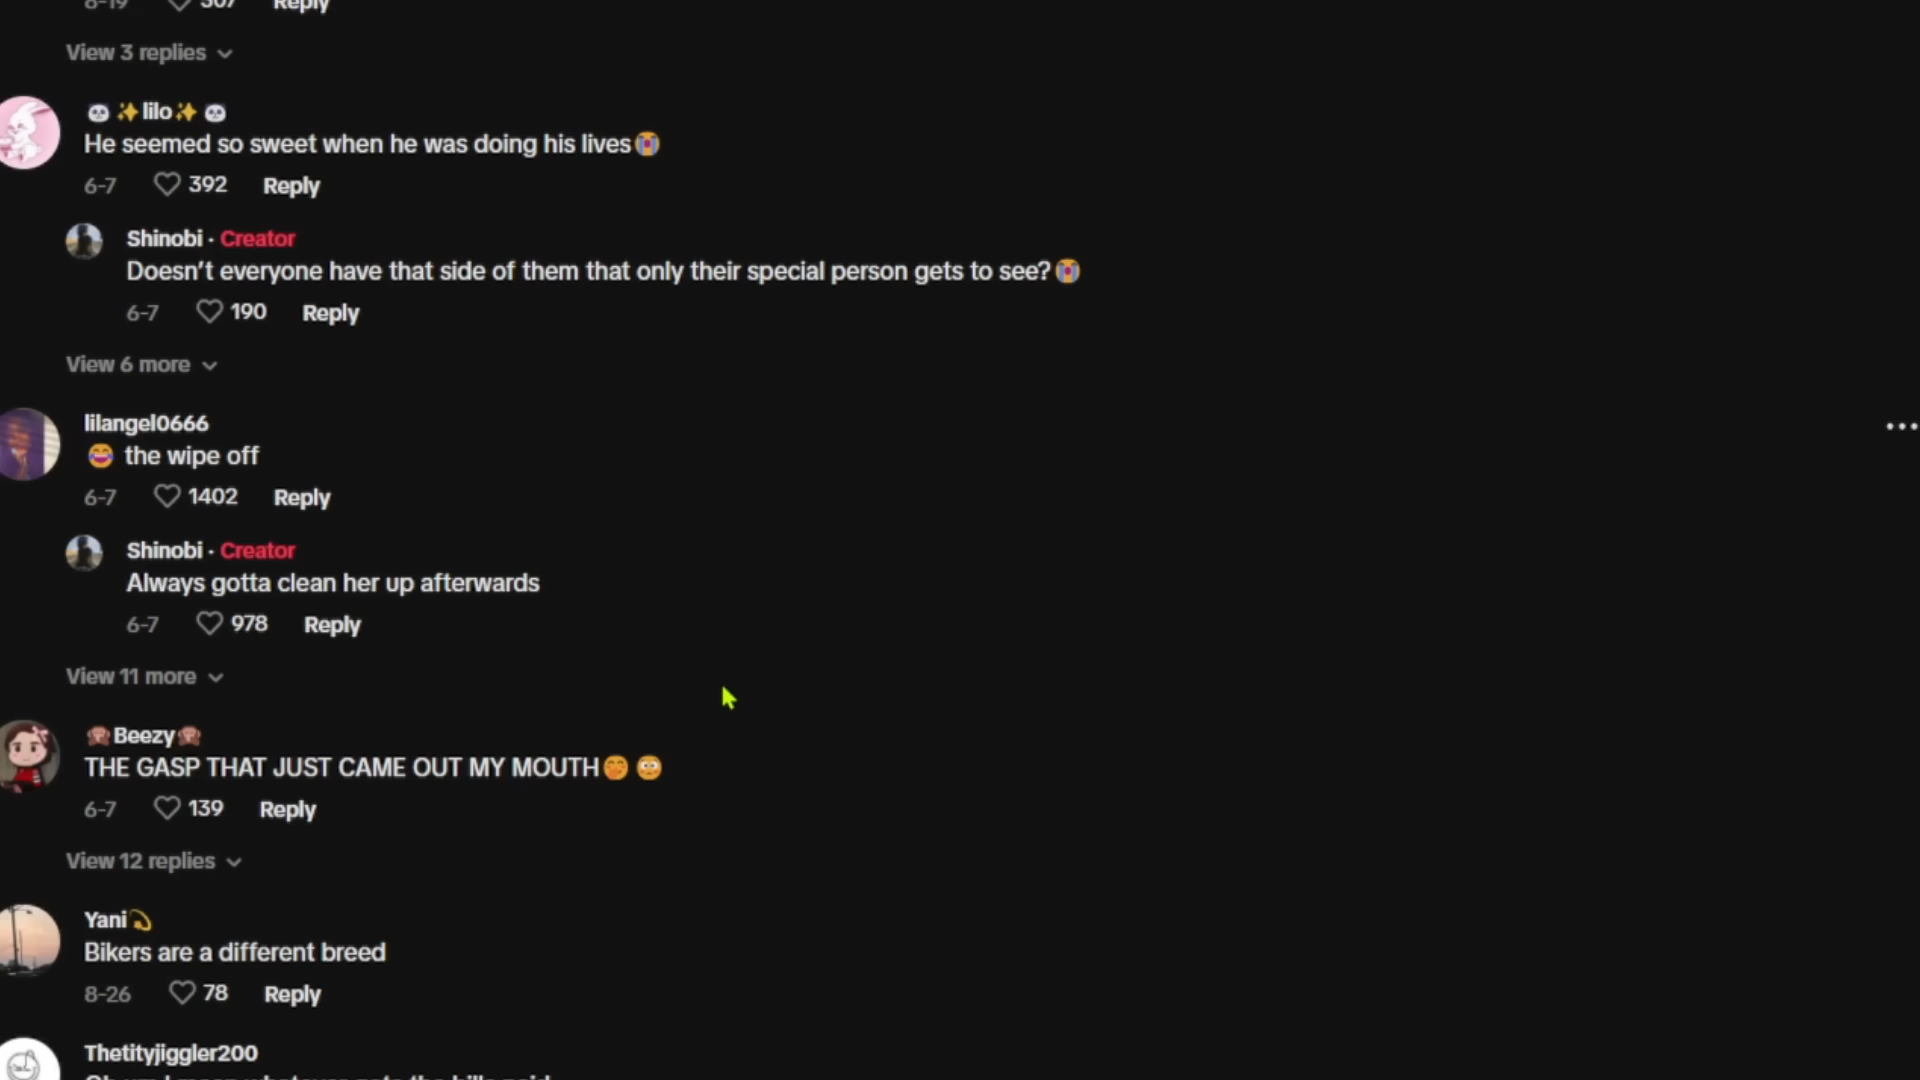 8-19 307 Reply
View 3 replies
lilo
He seemed so sweet when he was doing his lives😭
6-7 392 Reply
Shinobi · Creator
Doesn't everyone have that side of them that only their special person gets to see?😭
6-7 190 Reply
View 6 more
lilangel0666
😂 the wipe off
6-7 1402 Reply
Shinobi · Creator
Always gotta clean her up afterwards
6-7 978 Reply
View 11 more
🙈Beezy🙈
THE GASP THAT JUST CAME OUT MY MOUTH🤭 😳
6-7 139 Reply
View 12 replies
Yani💫
Bikers are a different breed
8-26 78 Reply
Thetityjiggler200